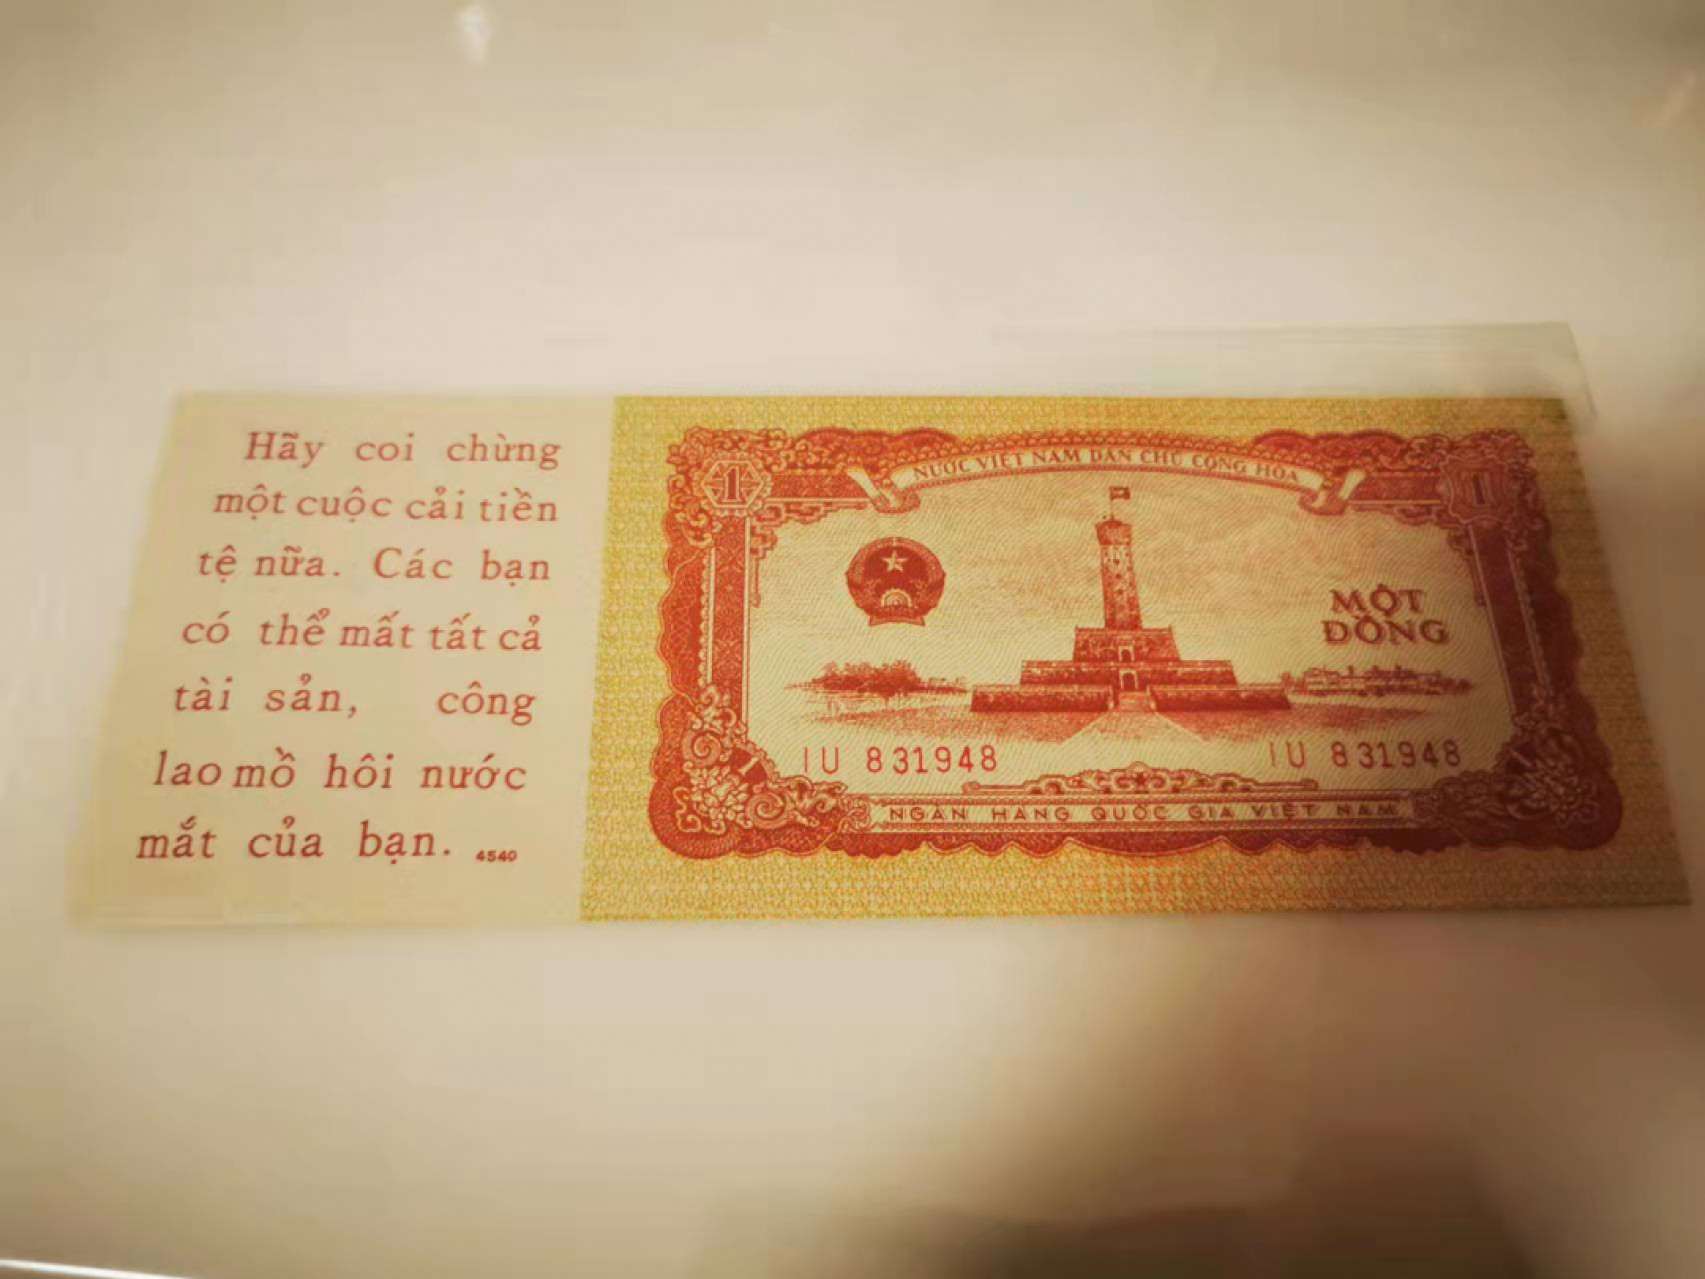 Hãy coi chừng
một cuộc cải tiền
tệ nữa. Các bạn
có thể mất tất cả
tài sản, công
lao mồ hôi nước
mắt của bạn. 4540
1
NƯỚC VIỆT NAM DÂN CHỦ CỘNG HÒA
1
MỘT
ĐỒNG
IU 831948
IU 831948
NGÂN HÀNG QUỐC GIA VIỆT NAM